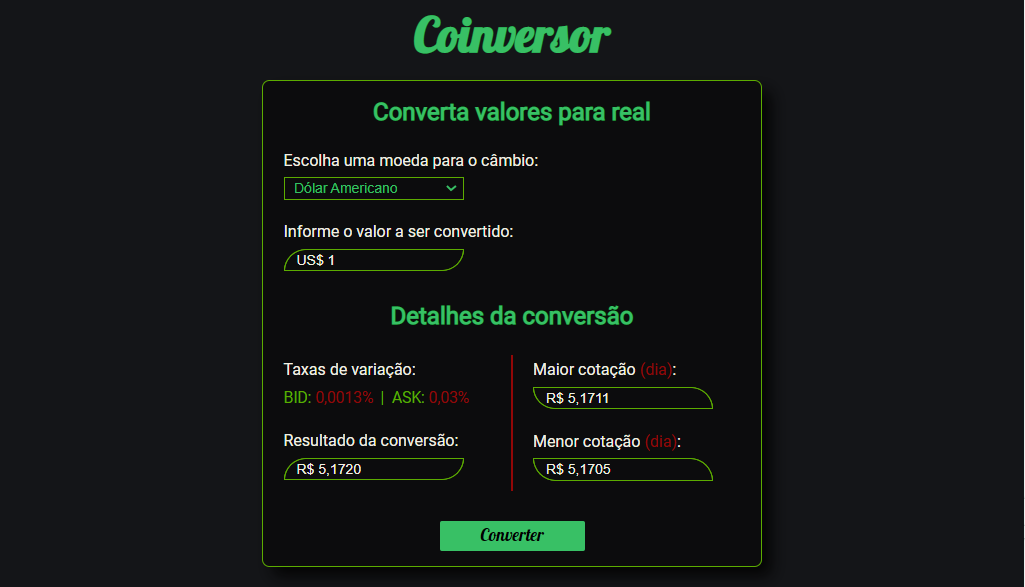 Coinversor
Converta valores para real
Escolha uma moeda para o câmbio:
Dólar Americano
Informe o valor a ser convertido:
US$ 1
Detalhes da conversão
Taxas de variação:
BID: 0,0013% | ASK: 0,03%
Resultado da conversão:
R$ 5,1720
Maior cotação (dia):
R$ 5,1711
Menor cotação (dia):
R$ 5,1705
Converter